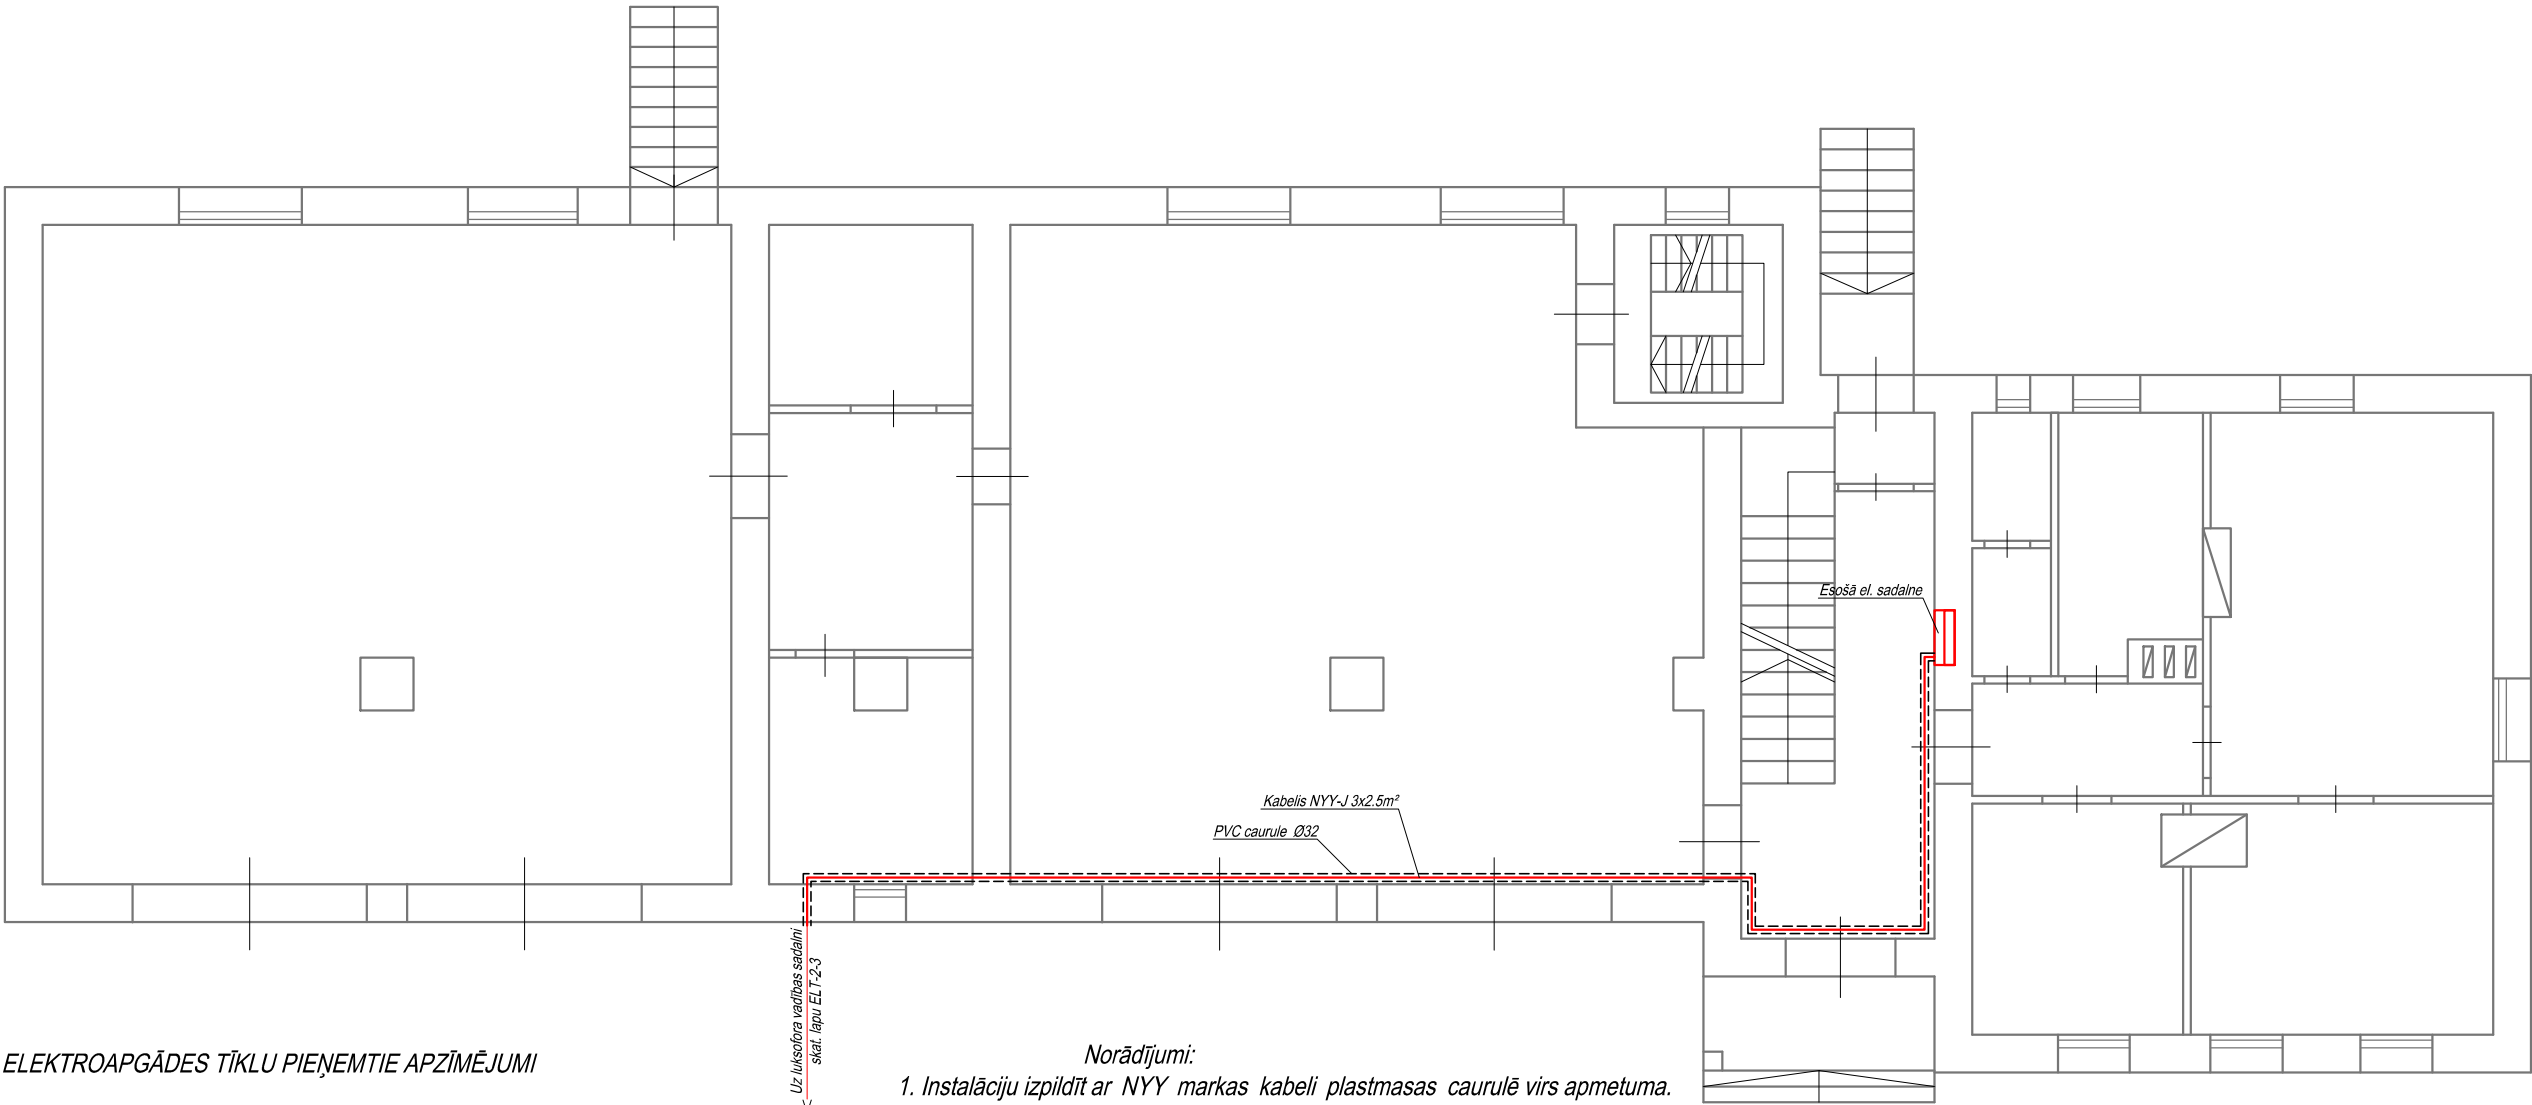 Esošā el. sadalne
Kabelis NYY-J 3x2.5m²
PVC caurule Ø32
Uz luksofora vadības sadalni
skat. lapu ELT-2-3
ELEKTROAPGĀDES TĪKLU PIEŅEMTIE APZĪMĒJUMI
Norādījumi:
1. Instalāciju izpildīt ar NYY markas kabeli plastmasas caurulē virs apmetuma.